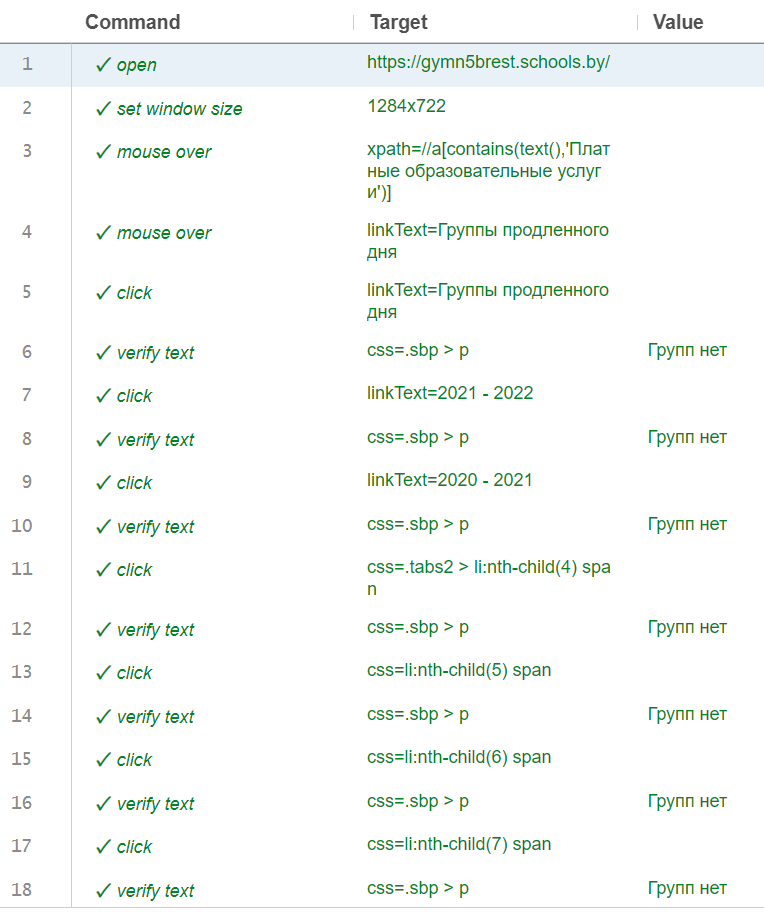 Command Target Value
1 ✓ open https://gymn5brest.schools.by/
2 ✓ set window size 1284x722
3 ✓ mouse over xpath=//a[contains(text(),'Плат
ные образовательные услуг
и')]
4 ✓ mouse over linkText=Группы продленного
дня
5 ✓ click linkText=Группы продленного
дня
6 ✓ verify text css=.sbp > p Групп нет
7 ✓ click linkText=2021 - 2022
8 ✓ verify text css=.sbp > p Групп нет
9 ✓ click linkText=2020 - 2021
10 ✓ verify text css=.sbp > p Групп нет
11 ✓ click css=.tabs2 > li:nth-child(4) spa
n
12 ✓ verify text css=.sbp > p Групп нет
13 ✓ click css=li:nth-child(5) span
14 ✓ verify text css=.sbp > p Групп нет
15 ✓ click css=li:nth-child(6) span
16 ✓ verify text css=.sbp > p Групп нет
17 ✓ click css=li:nth-child(7) span
18 ✓ verify text css=.sbp > p Групп нет